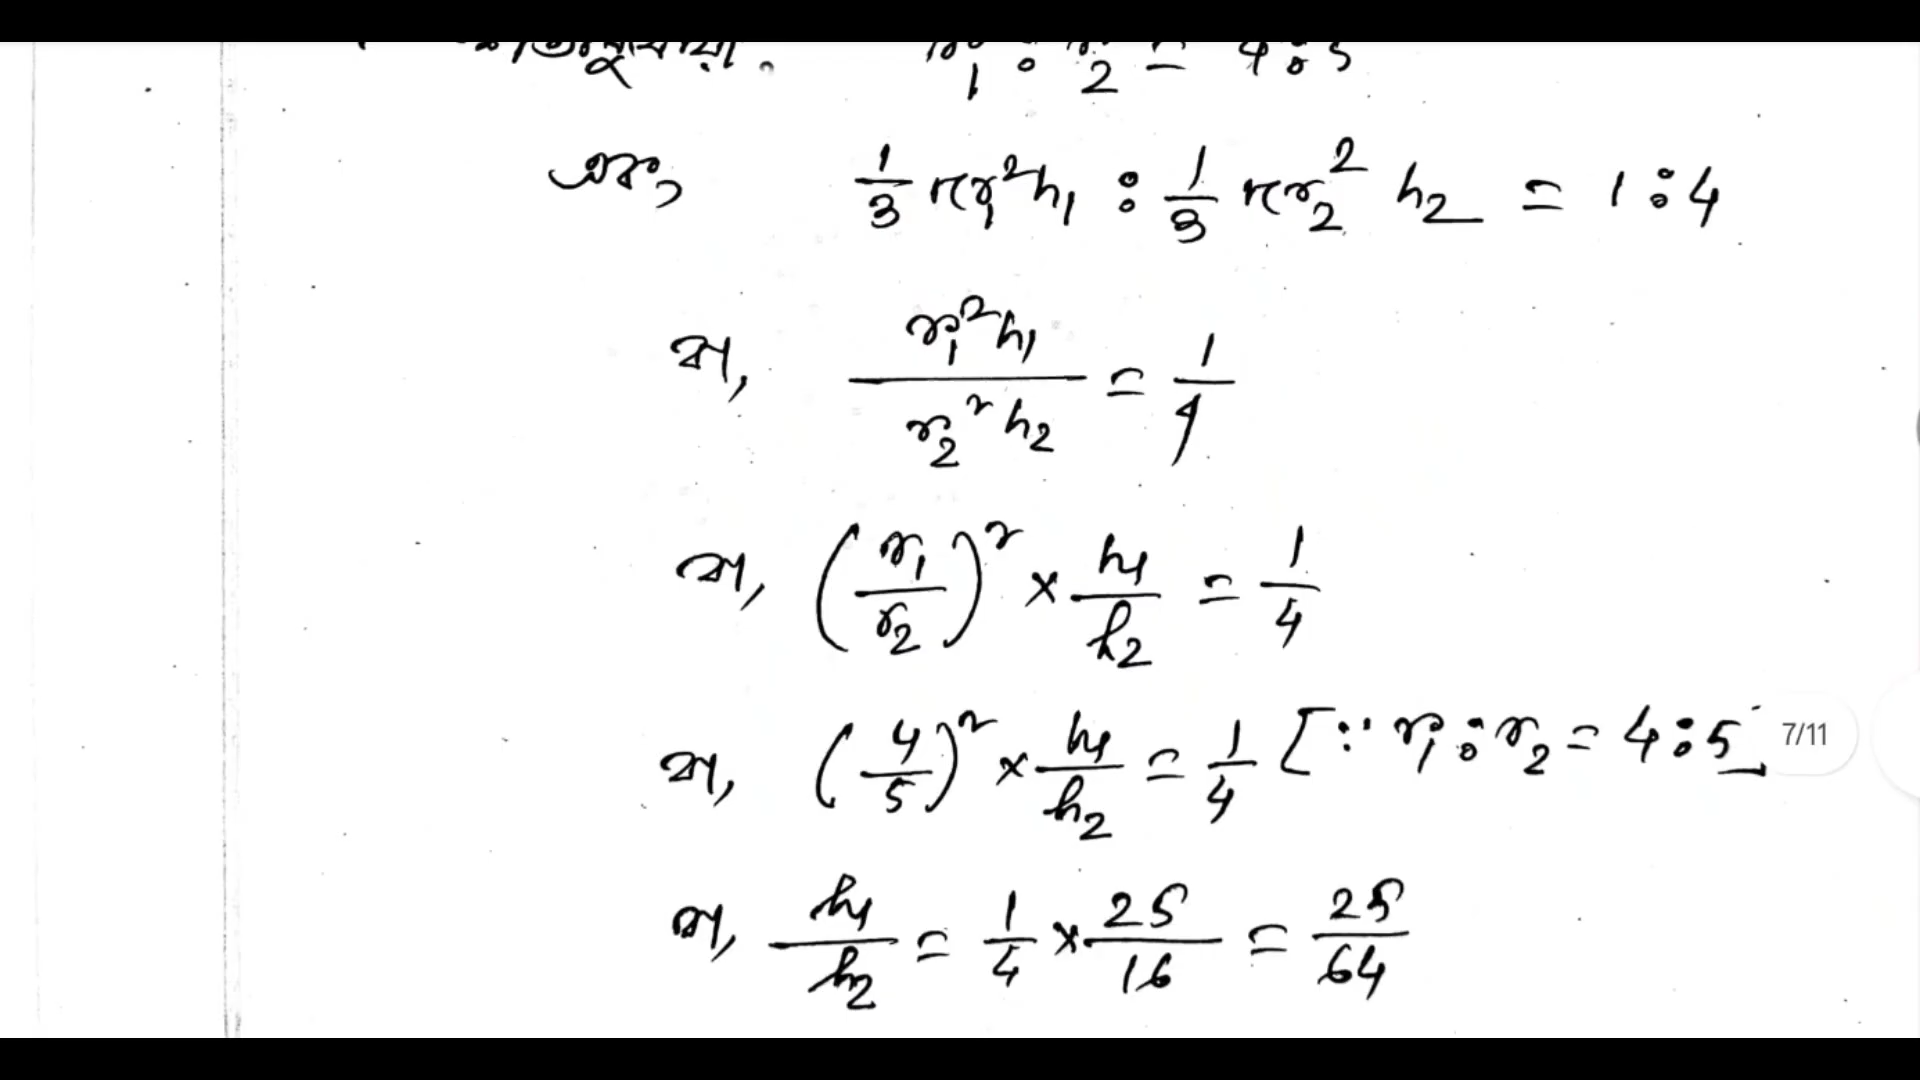 r₁ : r₂ = 4:5
এবং, 1/3 πr₁²h₁ : 1/3 πr₂² h₂ = 1:4
বা, r₁²h₁ / r₂²h₂ = 1/4
বা, (r₁/r₂)² × h₁/h₂ = 1/4
বা, (4/5)² × h₁/h₂ = 1/4 [∵ r₁:r₂ = 4:5] 7/11
বা, h₁/h₂ = 1/4 × 25/16 = 25/64